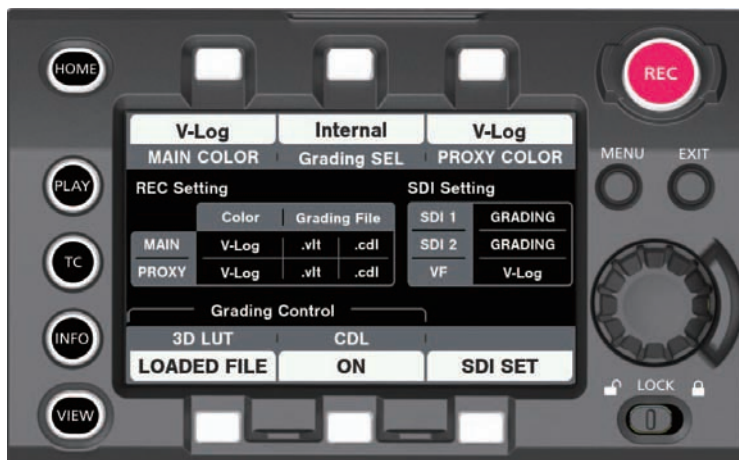 HOME
REC
V-Log Internal V-Log
MAIN COLOR Grading SEL PROXY COLOR
MENU EXIT
PLAY
REC Setting SDI Setting
Color Grading File SDI 1 GRADING
MAIN V-Log .vlt .cdl SDI 2 GRADING
PROXY V-Log .vlt .cdl VF V-Log
TC
Grading Control
INFO
3D LUT CDL
LOADED FILE ON SDI SET
LOCK
VIEW